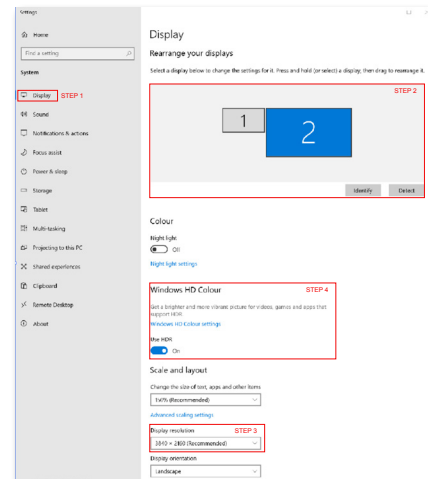 Settings
Home
Display
Find a setting
Rearrange your displays
System
Select a display below to change the settings for it. Press and hold (or select) a display, then drag to rearrange it.
Display
STEP 1
STEP 2
Sound
1
2
Notifications & actions
Focus assist
Power & sleep
Storage
Identify
Detect
Tablet
Colour
Multi-tasking
Night light
Off
Projecting to this PC
Night light settings
Shared experiences
Clipboard
Windows HD Colour
STEP 4
Remote Desktop
Get a brighter and more vibrant picture for videos, games and apps that
support HDR.
About
Windows HD Colour settings
Use HDR
On
Scale and layout
Change the size of text, apps and other items
(Recommended)
Advanced scaling settings
Display resolution
STEP 3
3840 × 2160 (Recommended)
Display orientation
Landscape